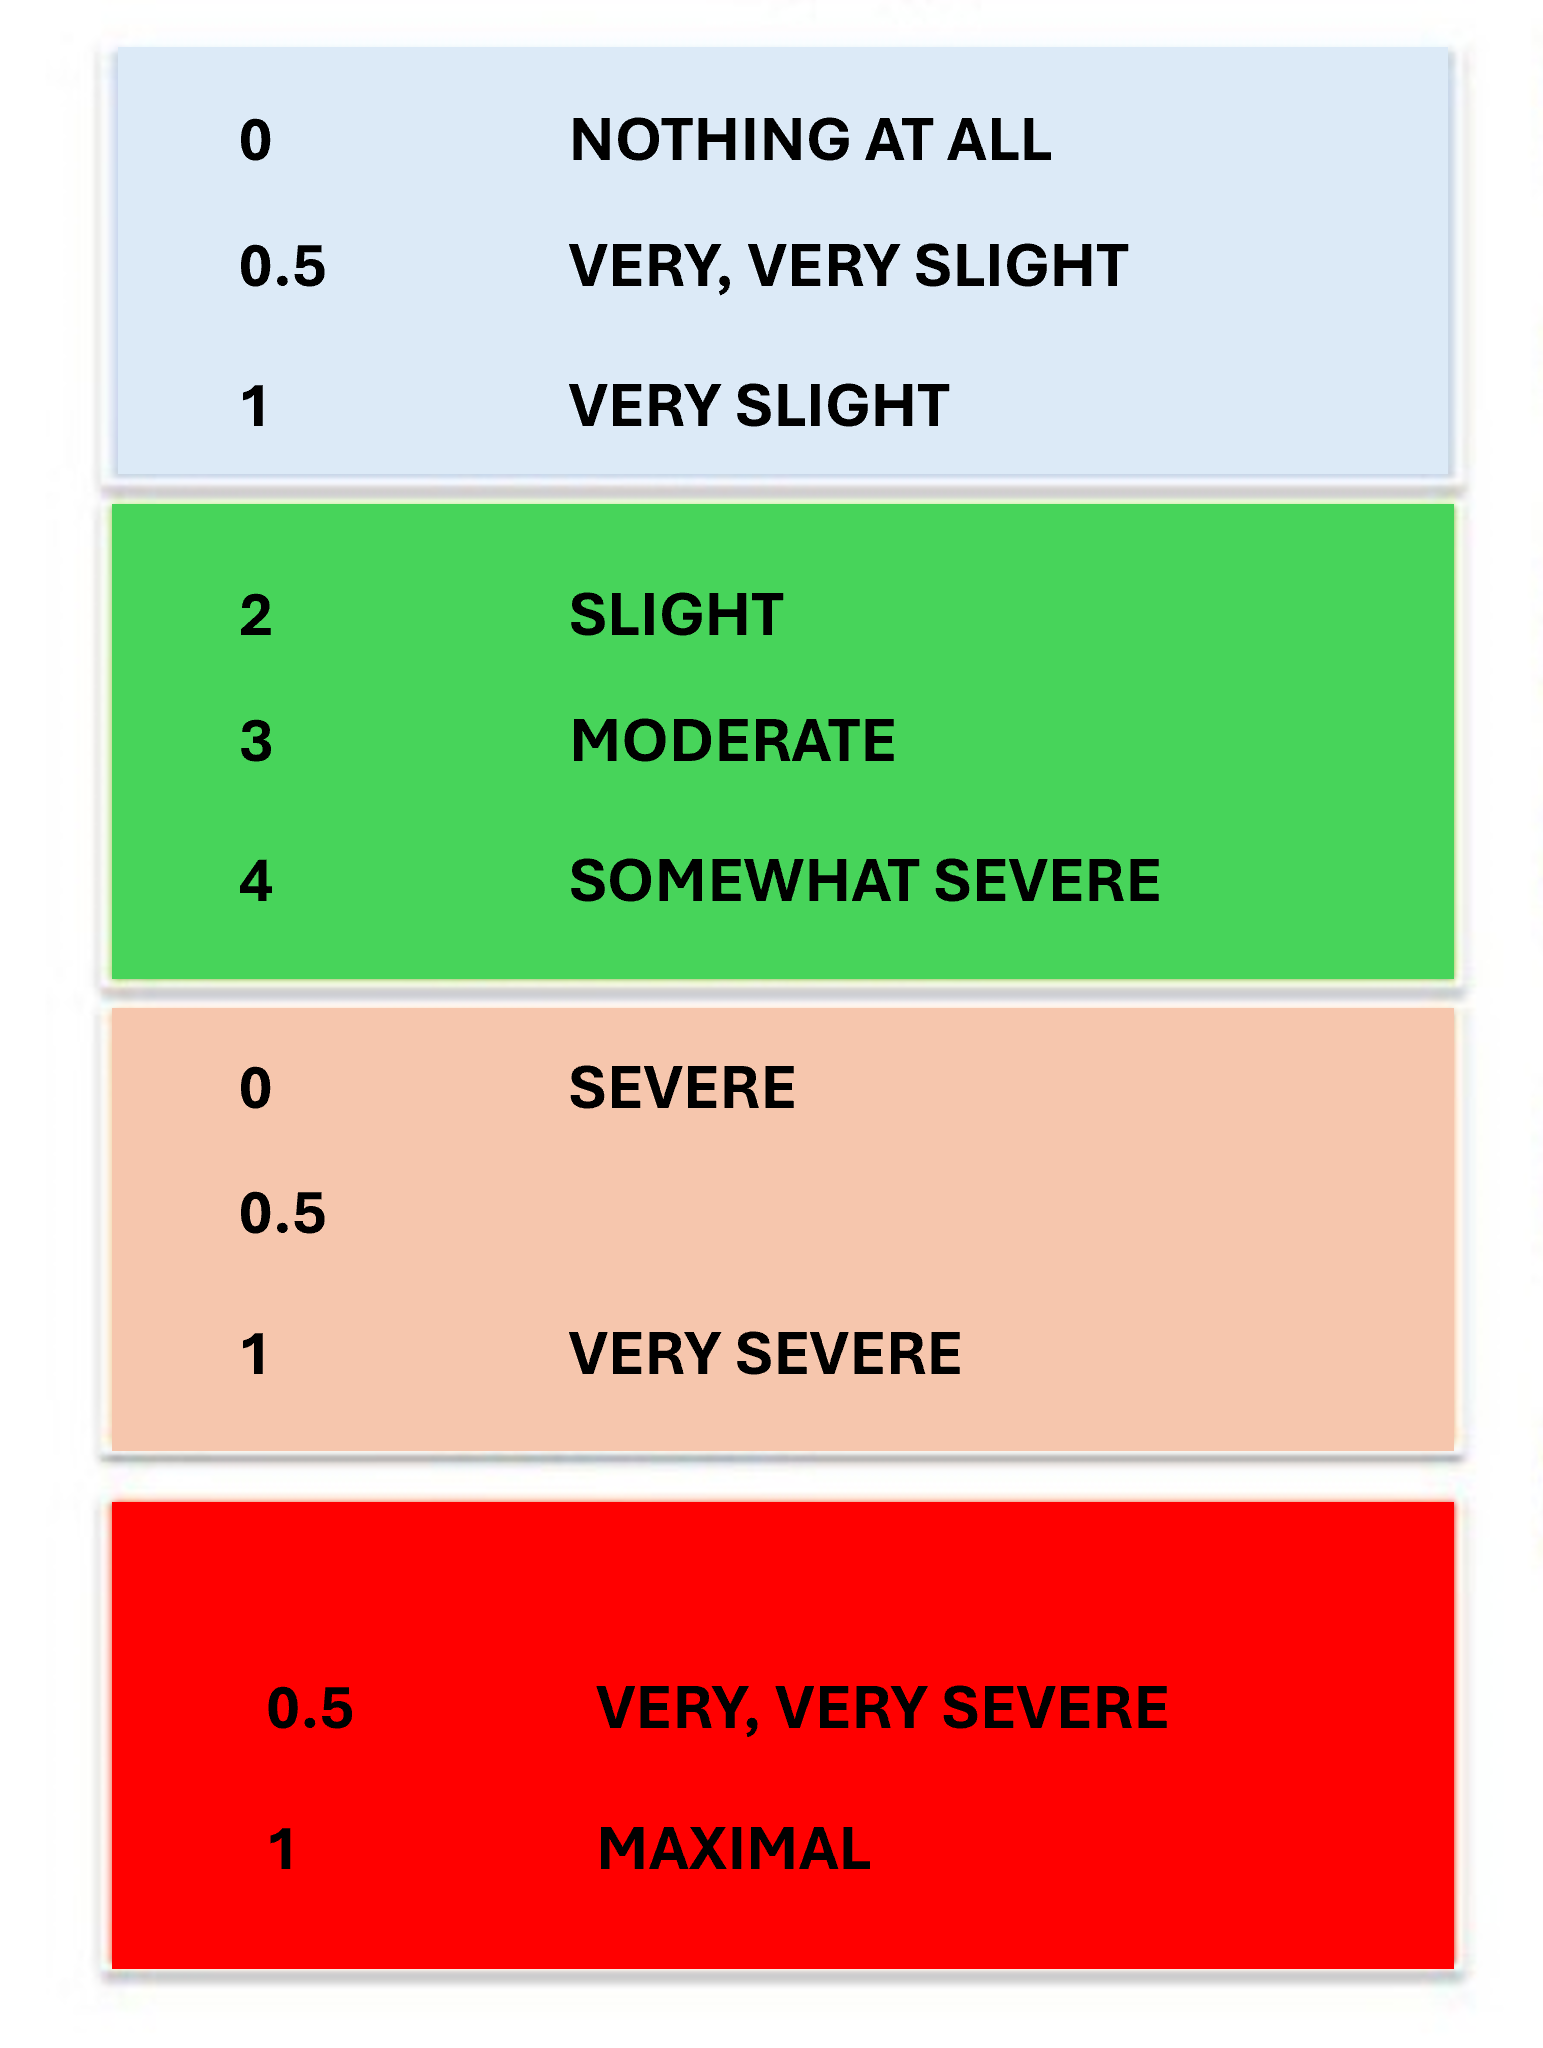 0 NOTHING AT ALL
0.5 VERY, VERY SLIGHT
1 VERY SLIGHT
2 SLIGHT
3 MODERATE
4 SOMEWHAT SEVERE
0 SEVERE
0.5
1 VERY SEVERE
0.5 VERY, VERY SEVERE
1 MAXIMAL